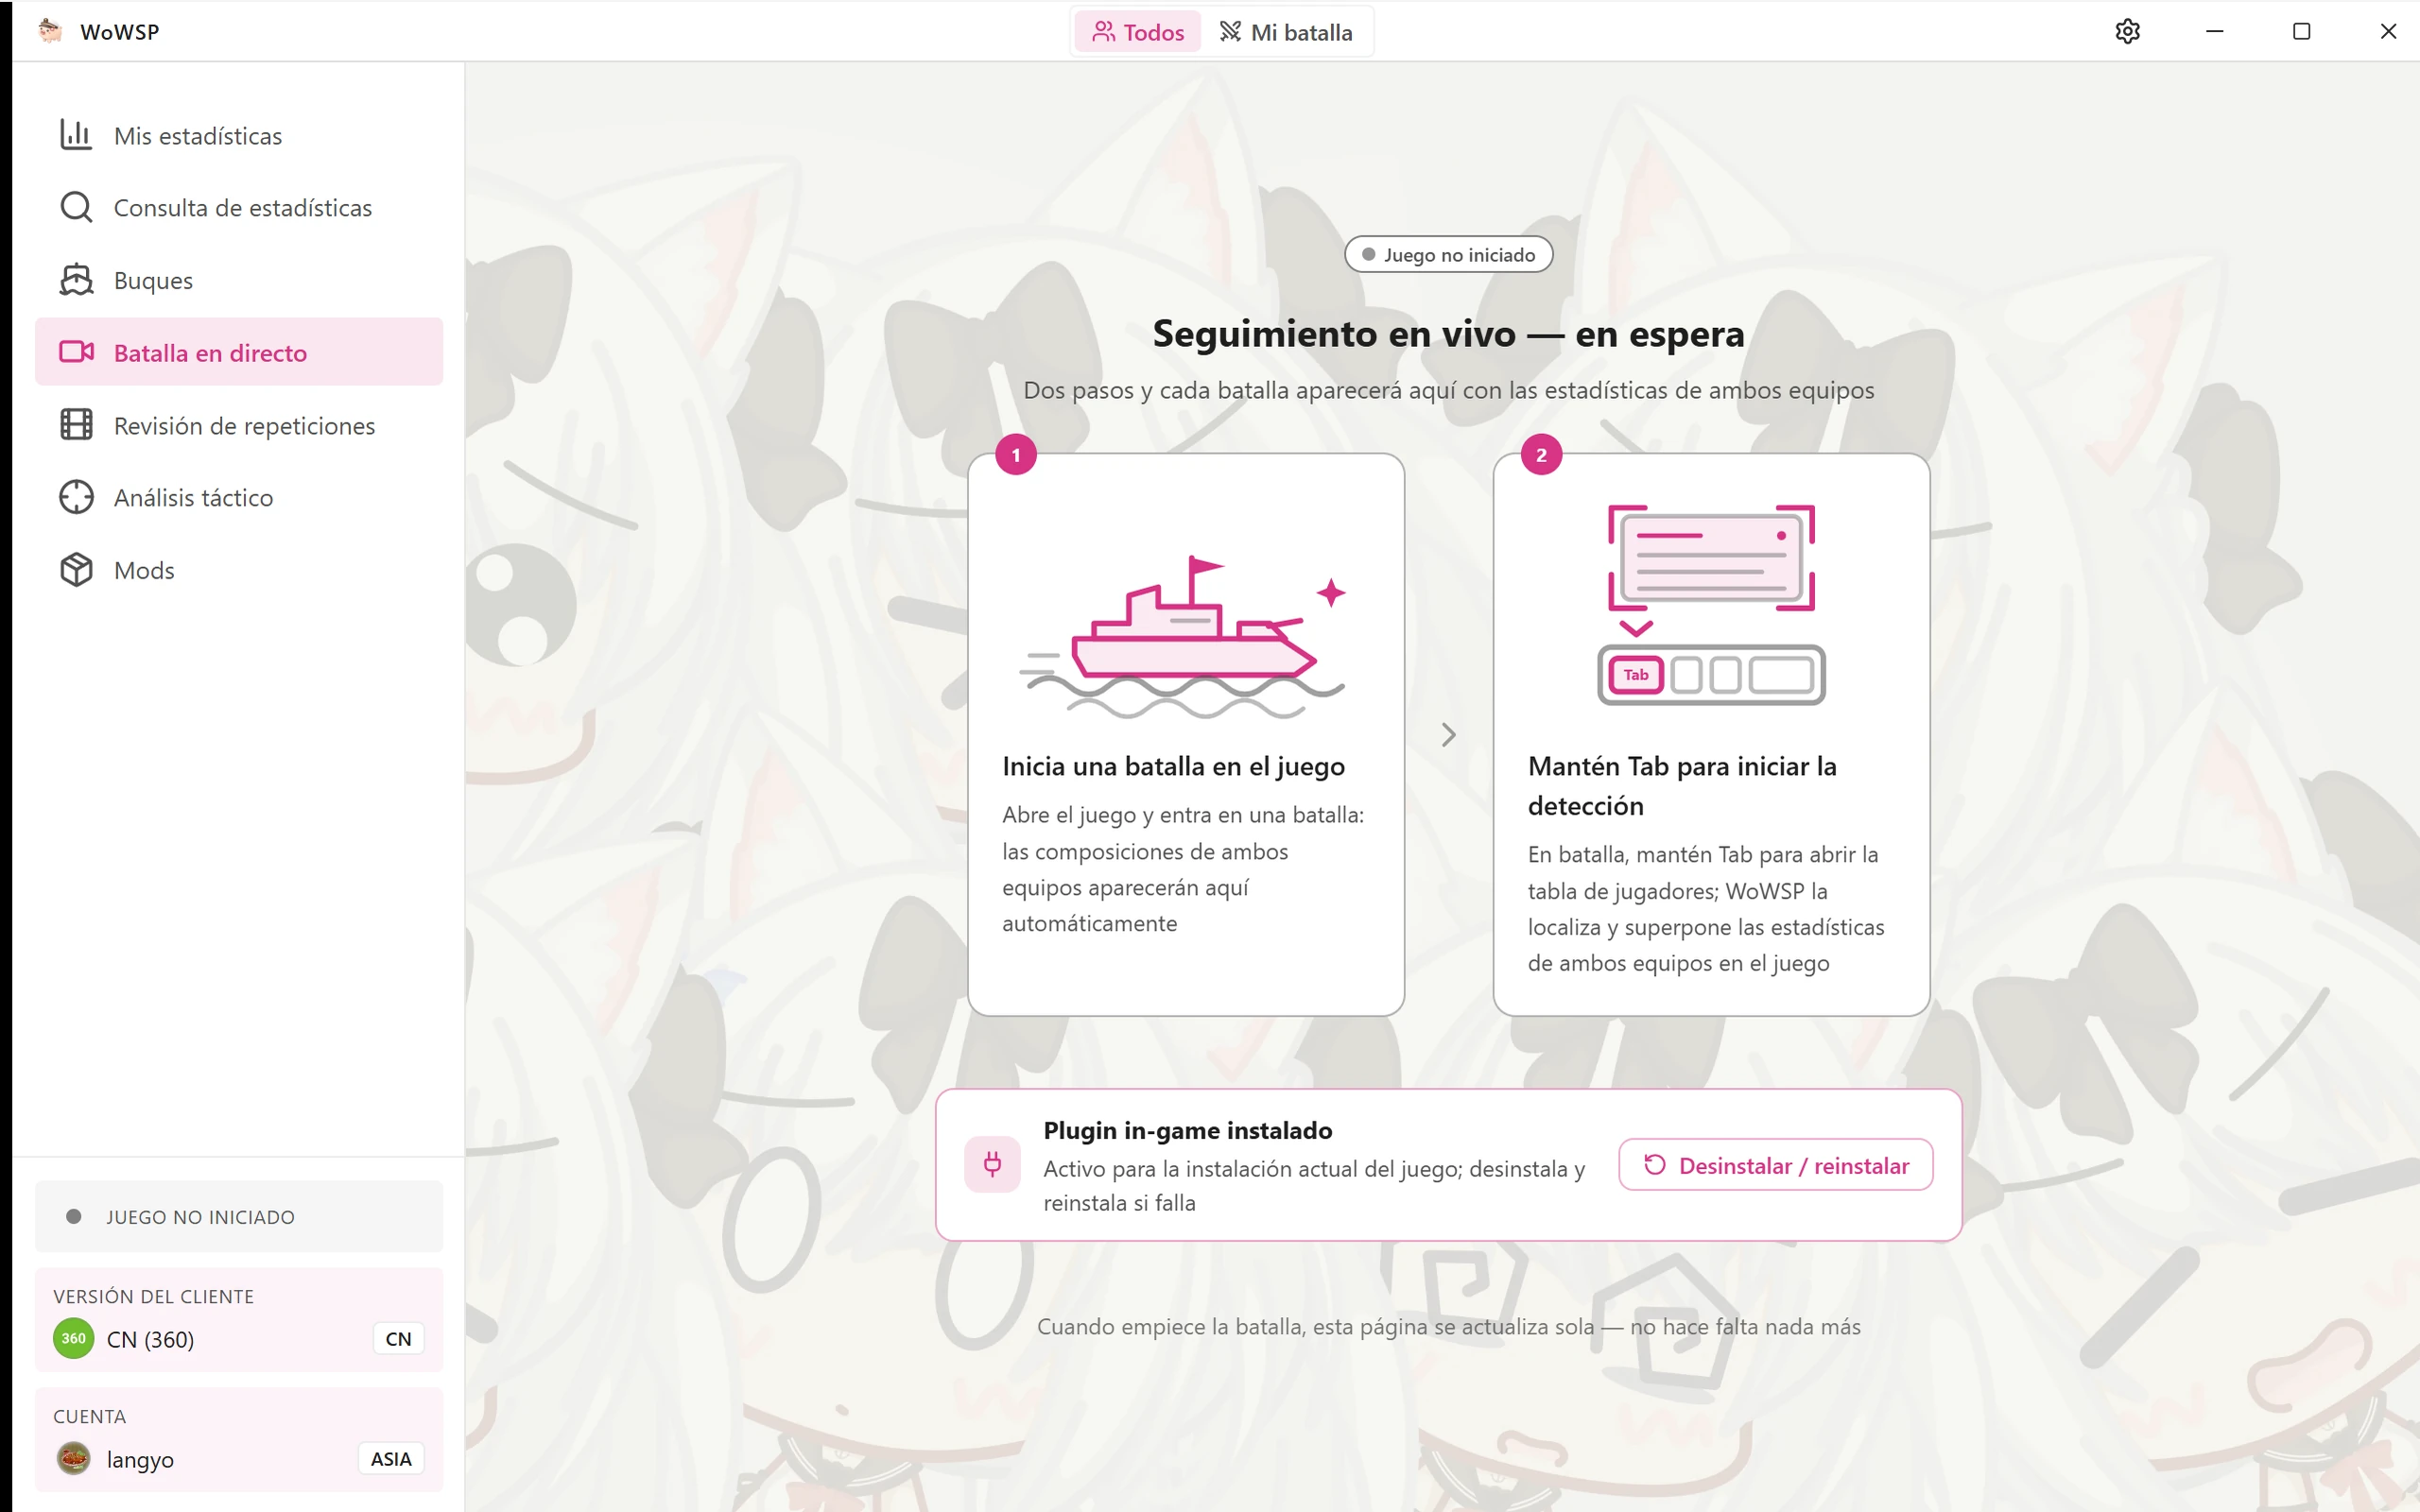 WoWSP
Todos
Mi batalla
Mis estadísticas
Consulta de estadísticas
Buques
Batalla en directo
Revisión de repeticiones
Análisis táctico
Mods
JUEGO NO INICIADO
VERSIÓN DEL CLIENTE
360
CN (360)
CN
CUENTA
langyo
ASIA
Juego no iniciado
Seguimiento en vivo — en espera
Dos pasos y cada batalla aparecerá aquí con las estadísticas de ambos equipos
1
Inicia una batalla en el juego
Abre el juego y entra en una batalla:
las composiciones de ambos
equipos aparecerán aquí
automáticamente
2
Tab
Mantén Tab para iniciar la
detección
En batalla, mantén Tab para abrir la
tabla de jugadores; WoWSP la
localiza y superpone las estadísticas
de ambos equipos en el juego
Plugin in-game instalado
Activo para la instalación actual del juego; desinstala y
reinstala si falla
Desinstalar / reinstalar
Cuando empiece la batalla, esta página se actualiza sola — no hace falta nada más